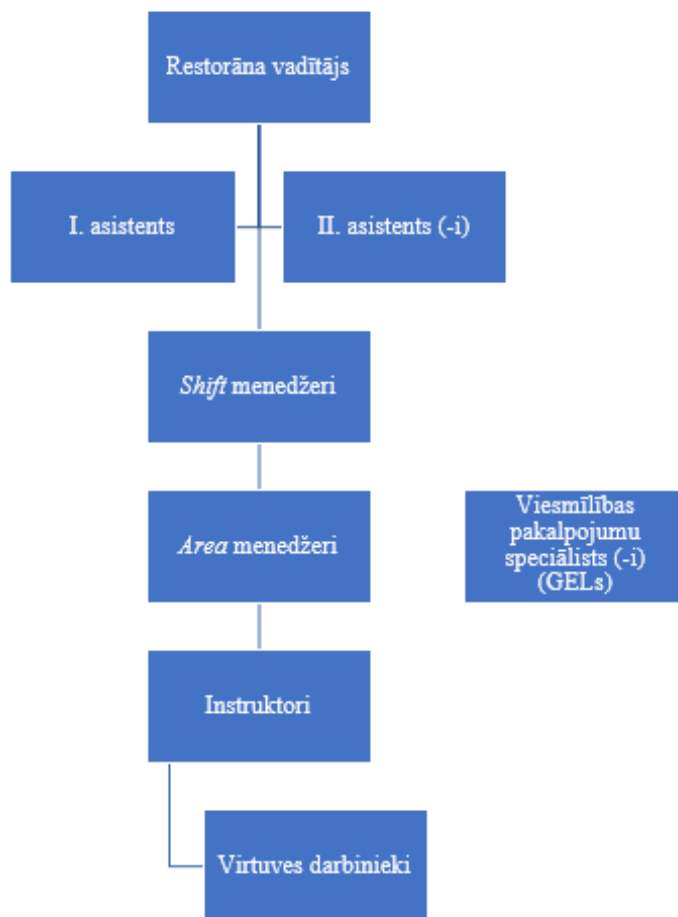 Restorāna vadītājs
I. asistents
II. asistents (-i)
Shift menedžeri
Area menedžeri
Viesmīlības
pakalpojumu
speciālists (-i)
(GELs)
Instruktori
Virtuves darbinieki